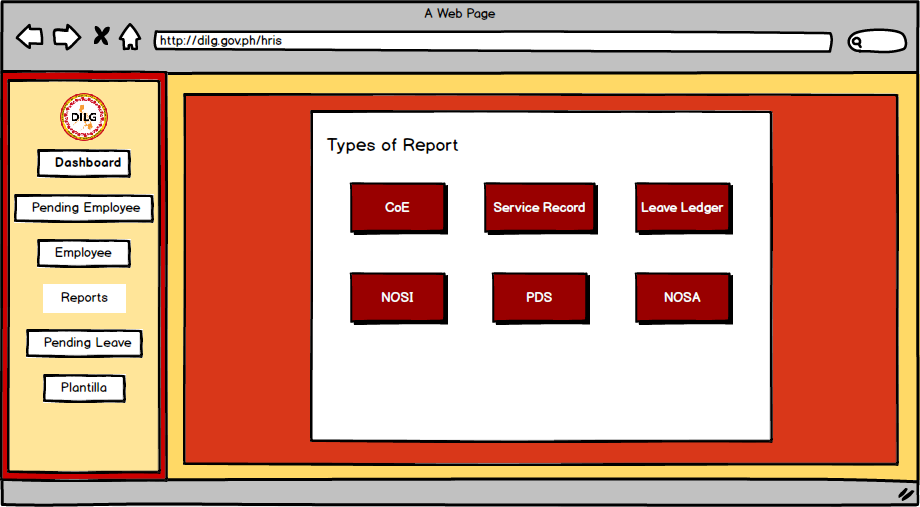 A Web Page
http://dilg.gov.ph/hris
DILG
Dashboard
Pending Employee
Employee
Reports
Pending Leave
Plantilla
Types of Report
CoE
Service Record
Leave Ledger
NOSI
PDS
NOSA